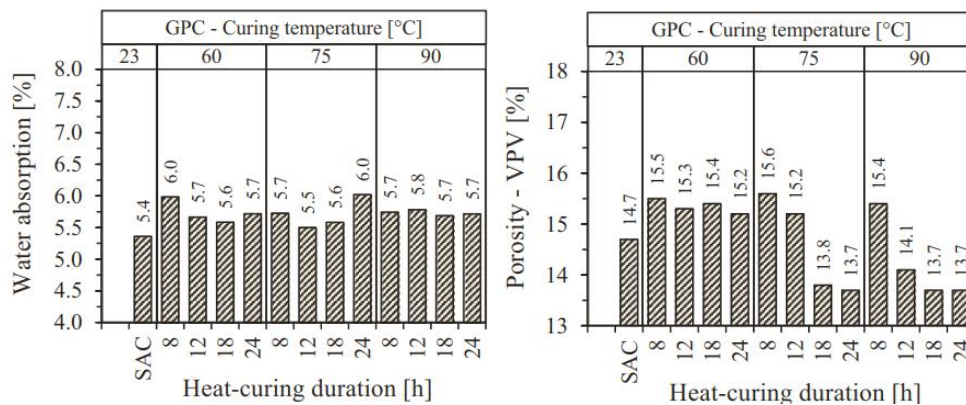 GPC - Curing temperature [°C]
23 60 75 90
Water absorption [%]
8.0
7.5
7.0
6.5
6.0
5.5
5.0
4.5
4.0
5.4 6.0 5.7 5.6 5.7 5.7 5.5 5.6 6.0 5.7 5.8 5.7 5.7
SAC 8 12 18 24 8 12 18 24 8 12 18 24
Heat-curing duration [h]
GPC - Curing temperature [°C]
23 60 75 90
Porosity - VPV [%]
18
17
16
15
14
13
14.7 15.5 15.3 15.4 15.2 15.6 15.2 13.8 13.7 15.4 14.1 13.7 13.7
SAC 8 12 18 24 8 12 18 24 8 12 18 24
Heat-curing duration [h]